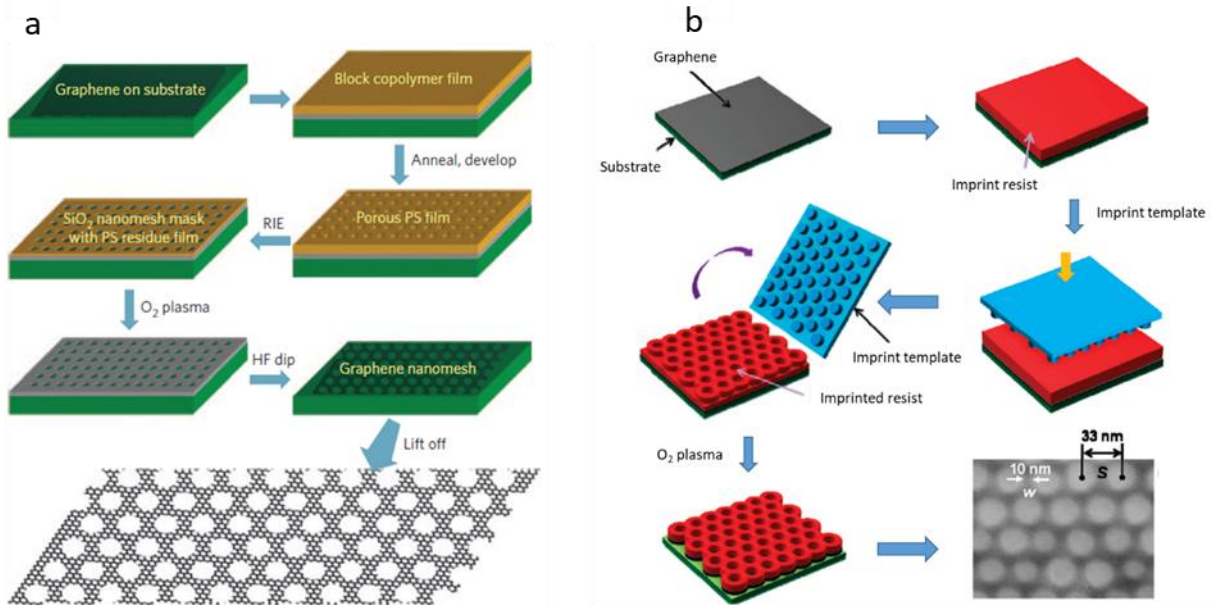 a
Graphene on substrate
Block copolymer film
Anneal, develop
Porous PS film
RIE
SiO₂ nanomesh mask
with PS residue film
O₂ plasma
HF dip
Graphene nanomesh
Lift off
b
Graphene
Substrate
Imprint resist
Imprint template
Imprint template
Imprinted resist
O₂ plasma
33 nm
10 nm
S
w